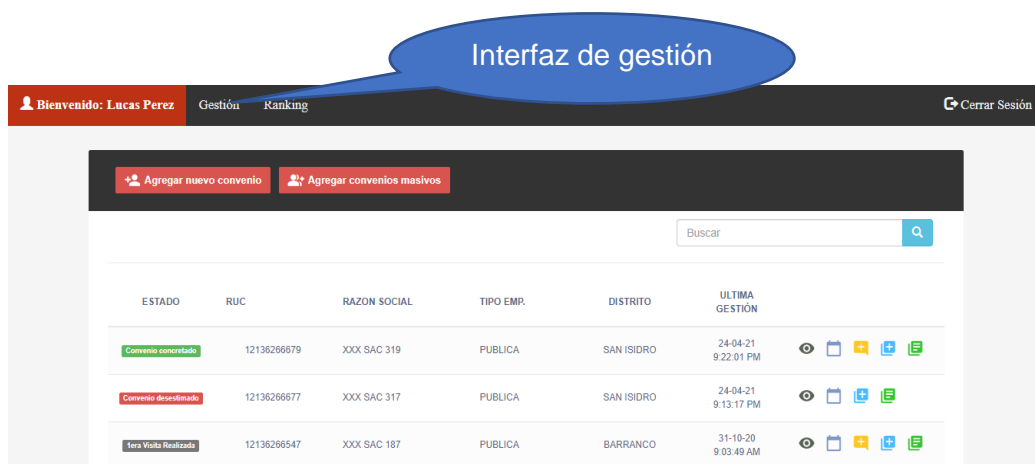 Interfaz de gestión
Bienvenido: Lucas Perez Gestión Ranking Cerrar Sesión
Agregar nuevo convenio Agregar convenios masivos
Buscar
ESTADO RUC RAZON SOCIAL TIPO EMP. DISTRITO ULTIMA GESTIÓN
Convenio concretado 12136266679 XXX SAC 319 PUBLICA SAN ISIDRO 24-04-21 9:22:01 PM
Convenio desestimado 12136266677 XXX SAC 317 PUBLICA SAN ISIDRO 24-04-21 9:13:17 PM
1era Visita Realizada 12136266547 XXX SAC 187 PUBLICA BARRANCO 31-10-20 9:03:49 AM